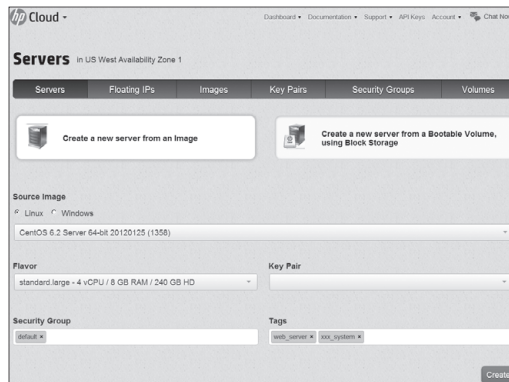 hp Cloud
Dashboard Documentation Support API Keys Account Chat Now
Servers in US West Availability Zone 1
Servers Floating IPs Images Key Pairs Security Groups Volumes
Create a new server from an Image
Create a new server from a Bootable Volume,
using Block Storage
Source Image
Linux Windows
CentOS 6.2 Server 64-bit 20120125 (1358)
Flavor Key Pair
standard.large - 4 vCPU / 8 GB RAM / 240 GB HD
Security Group Tags
default × web_server × xxx_system ×
Create